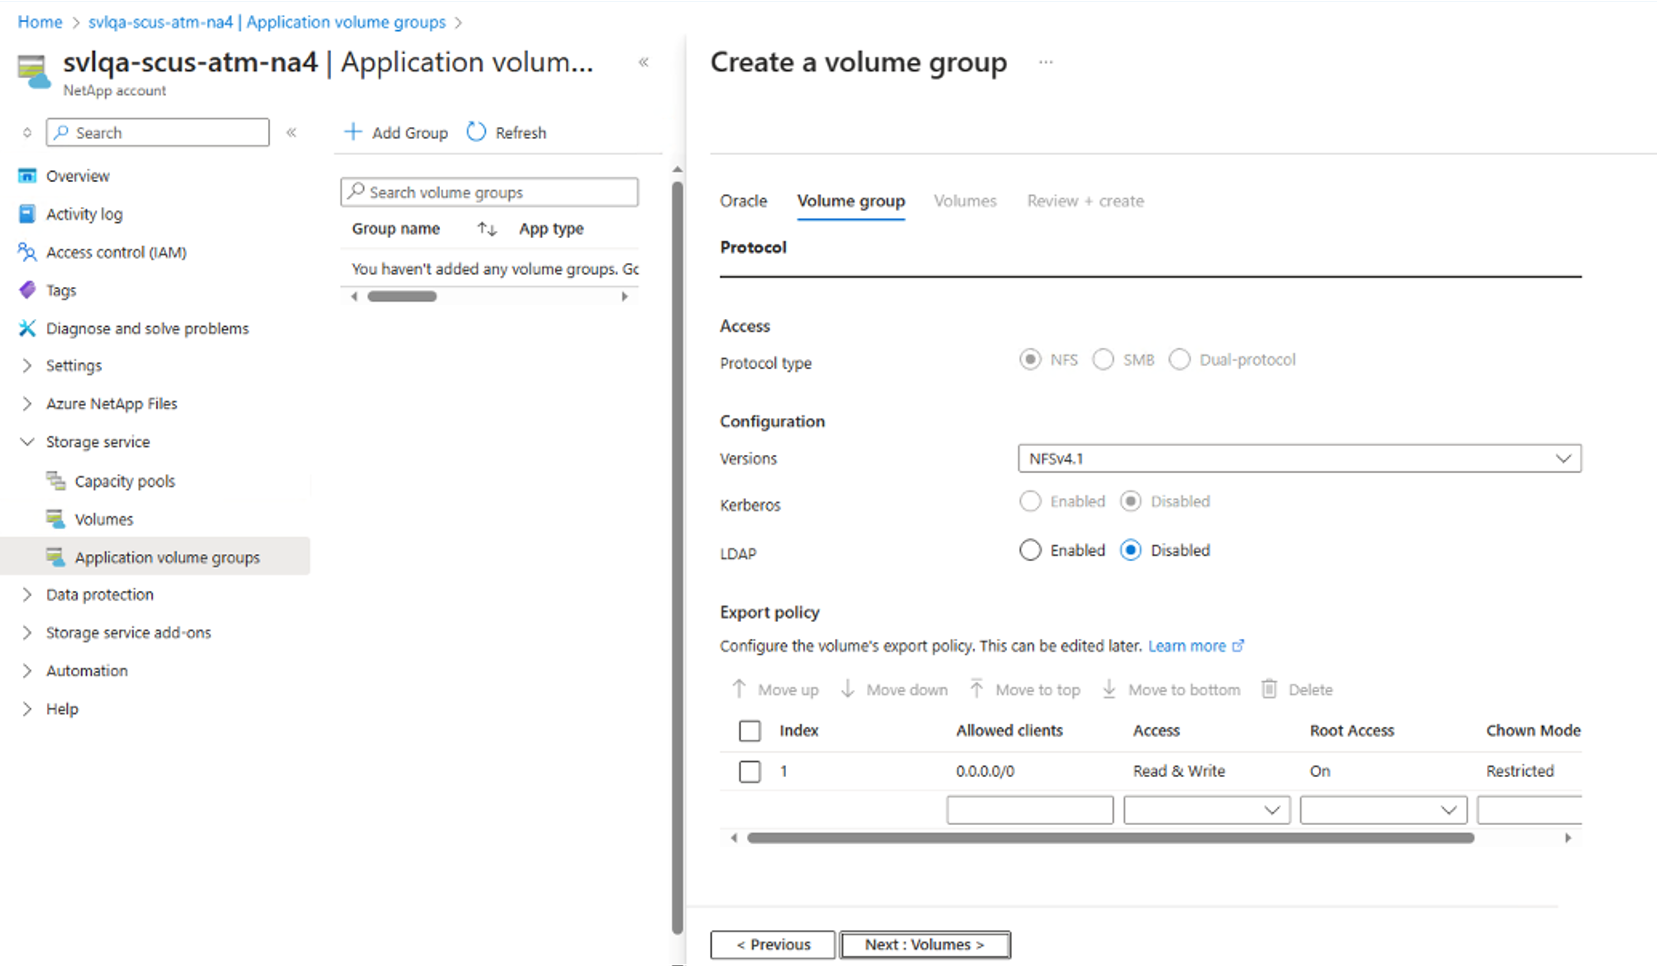 Home > svlqa-scus-atm-na4 | Application volume groups >
svlqa-scus-atm-na4 | Application volum...
NetApp account
Search
Overview
Activity log
Access control (IAM)
Tags
Diagnose and solve problems
Settings
Azure NetApp Files
Storage service
Capacity pools
Volumes
Application volume groups
Data protection
Storage service add-ons
Automation
Help
Add Group Refresh
Search volume groups
Group name App type
You haven't added any volume groups. Gc
Create a volume group ...
Oracle Volume group Volumes Review + create
Protocol
Access
Protocol type NFS SMB Dual-protocol
Configuration
Versions NFSv4.1
Kerberos Enabled Disabled
LDAP Enabled Disabled
Export policy
Configure the volume's export policy. This can be edited later. Learn more
Move up Move down Move to top Move to bottom Delete
Index Allowed clients Access Root Access Chown Mode
1 0.0.0.0/0 Read & Write On Restricted
< Previous Next : Volumes >